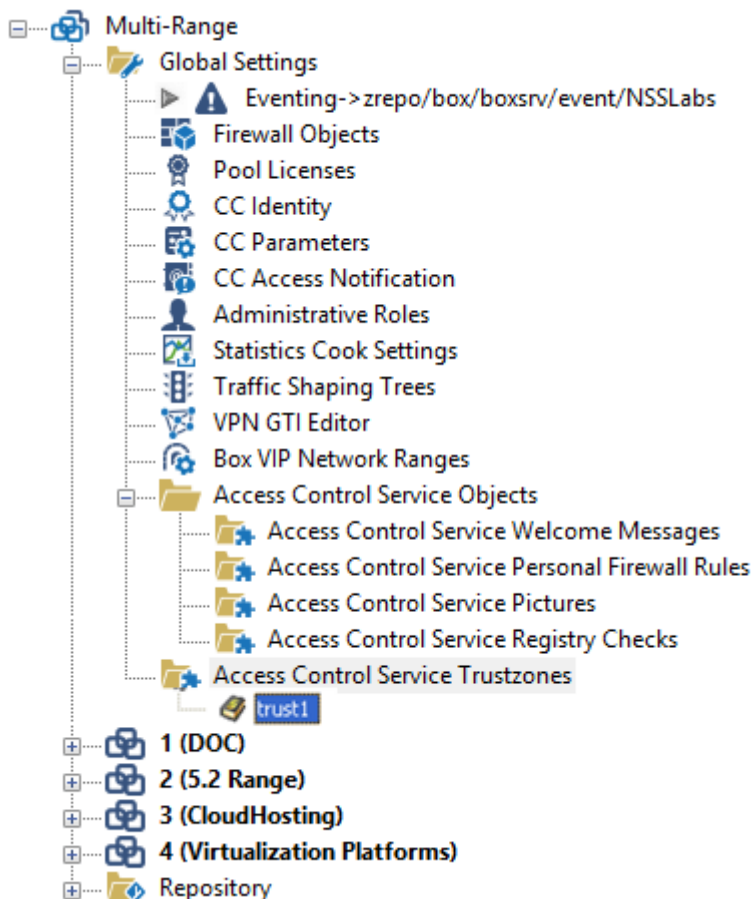 Multi-Range
Global Settings
Eventing->zrepo/box/boxsrv/event/NSSLabs
Firewall Objects
Pool Licenses
CC Identity
CC Parameters
CC Access Notification
Administrative Roles
Statistics Cook Settings
Traffic Shaping Trees
VPN GTI Editor
Box VIP Network Ranges
Access Control Service Objects
Access Control Service Welcome Messages
Access Control Service Personal Firewall Rules
Access Control Service Pictures
Access Control Service Registry Checks
Access Control Service Trustzones
trust1
1 (DOC)
2 (5.2 Range)
3 (CloudHosting)
4 (Virtualization Platforms)
Repository